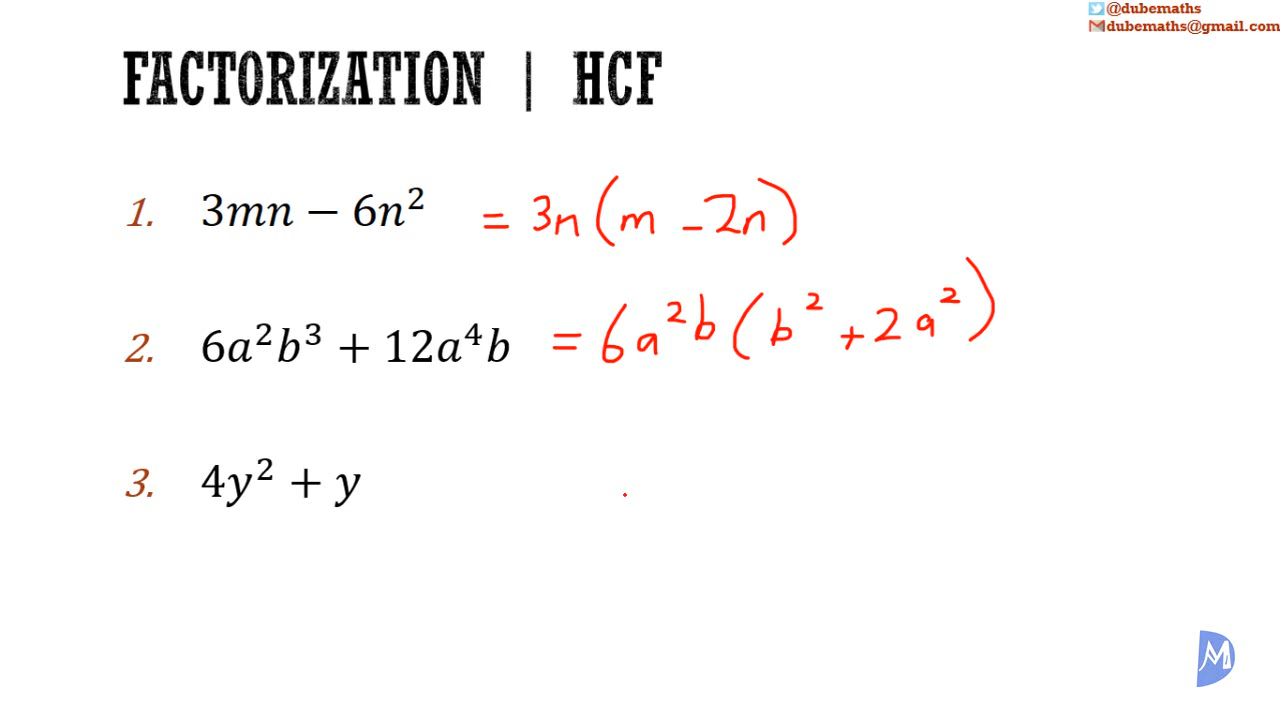 @dubemaths
dubemaths@gmail.com
FACTORIZATION | HCF
1. 3mn − 6n² = 3n(m − 2n)
2. 6a²b³ + 12a⁴b = 6a²b(b² + 2a²)
3. 4y² + y
DM